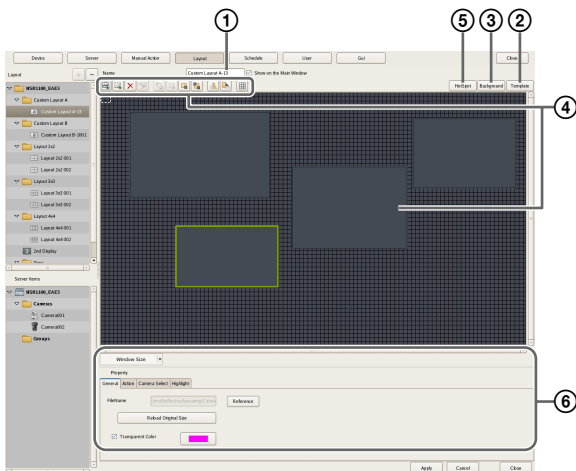 1
5
3
2
Device
Server
Manual Action
Layout
Schedule
User
Gui
Close
Layout
Name
Custom Layout A-13
Show on the Main Window
HotSpot
Background
Template
NSR1100_EAE5
Custom Layout A
Custom Layout A-13
Custom Layout B
Custom Layout B-1001
Layout 2x2
Layout 2x2-001
Layout 2x2-002
Layout 3x3
Layout 3x3-001
Layout 3x3-002
Layout 4x4
Layout 4x4-001
Layout 4x4-002
2nd Display
4
Server Items
NSR1100_EAE5
Cameras
Camera001
Camera002
Groups
Window Size
Property
General
Action
Camera Select
Highlight
FileName
Reference
Reload Original Size
Transparent Color
6
Apply
Cancel
Close